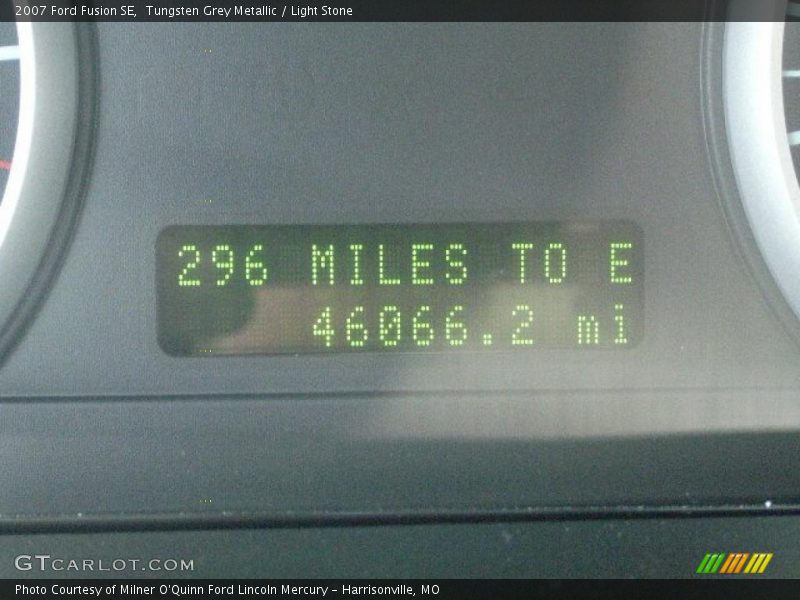 2007 Ford Fusion SE,  Tungsten Grey Metallic / Light Stone
296 MILES TO E
46066.2 mi
GTCARLOT.COM
Photo Courtesy of Milner O'Quinn Ford Lincoln Mercury – Harrisonville, MO